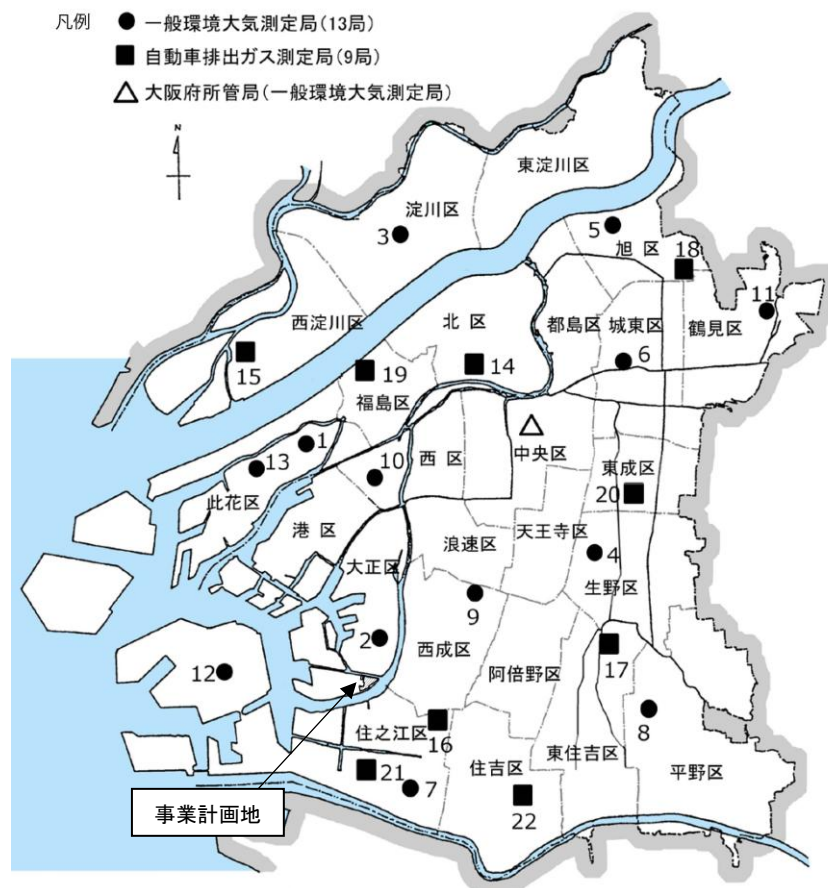 凡例
● 一般環境大気測定局(13局)
■ 自動車排出ガス測定局(9局)
△ 大阪府所管局(一般環境大気測定局)
N
東淀川区
淀川区
3
5
旭 区
18
11
西淀川区
北 区
都島区
城東区
鶴見区
15
19
14
6
福島区
1
13
10
西 区
中央区
東成区
20
此花区
港 区
天王寺区
浪速区
大正区
4
生野区
9
2
西成区
12
阿倍野区
17
8
住之江区
16
東住吉区
住吉区
平野区
21
7
22
事業計画地